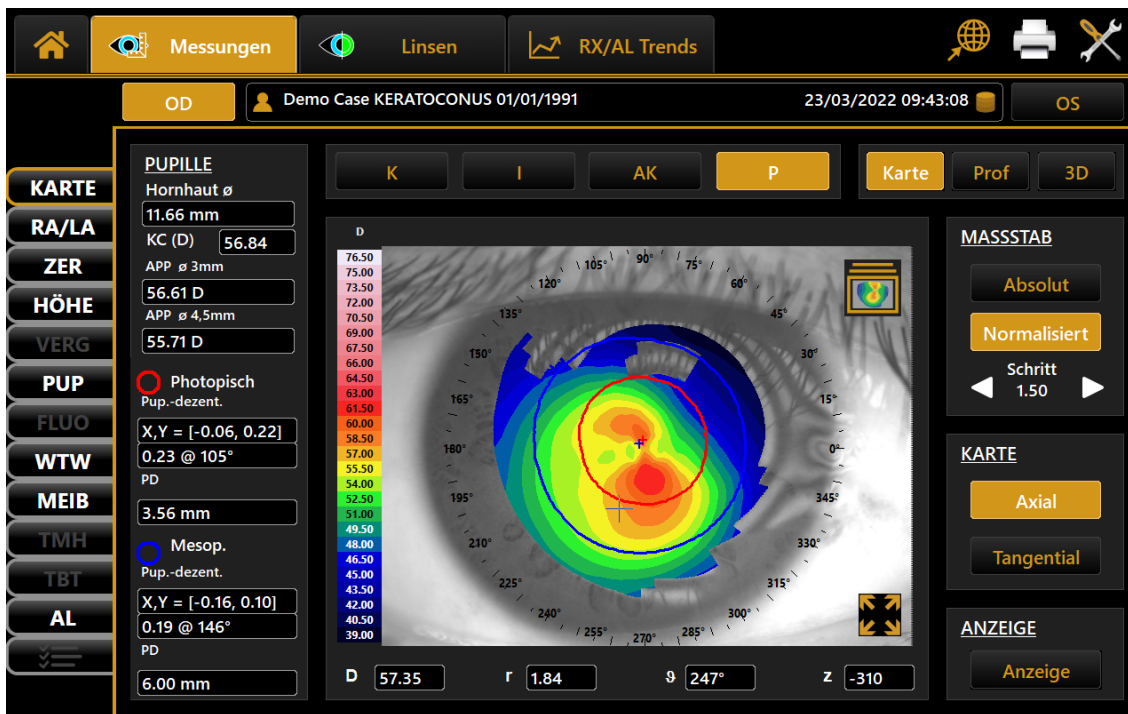 Messungen
Linsen
RX/AL Trends
OD
Demo Case KERATOCONUS 01/01/1991
23/03/2022 09:43:08
OS
KARTE
RA/LA
ZER
HÖHE
VERG
PUP
FLUO
WTW
MEIB
TMH
TBT
AL
PUPILLE
Hornhaut ø
11.66 mm
KC (D) 56.84
APP ø 3mm
56.61 D
APP ø 4,5mm
55.71 D
Photopisch
Pup.-dezent.
X,Y = [-0.06, 0.22]
0.23 @ 105°
PD
3.56 mm
Mesop.
Pup.-dezent.
X,Y = [-0.16, 0.10]
0.19 @ 146°
PD
6.00 mm
K
I
AK
P
Karte
Prof
3D
D
76.50
75.00
73.50
72.00
70.50
69.00
67.50
66.00
64.50
63.00
61.50
60.00
58.50
57.00
55.50
54.00
52.50
51.00
49.50
48.00
46.50
45.00
43.50
42.00
40.50
39.00
105°
90°
75°
120°
60°
135°
45°
150°
30°
165°
15°
180°
0°
195°
345°
210°
330°
225°
315°
240°
300°
255°
270°
285°
D 57.35
r 1.84
ϑ 247°
z -310
MASSSTAB
Absolut
Normalisiert
Schritt
1.50
KARTE
Axial
Tangential
ANZEIGE
Anzeige